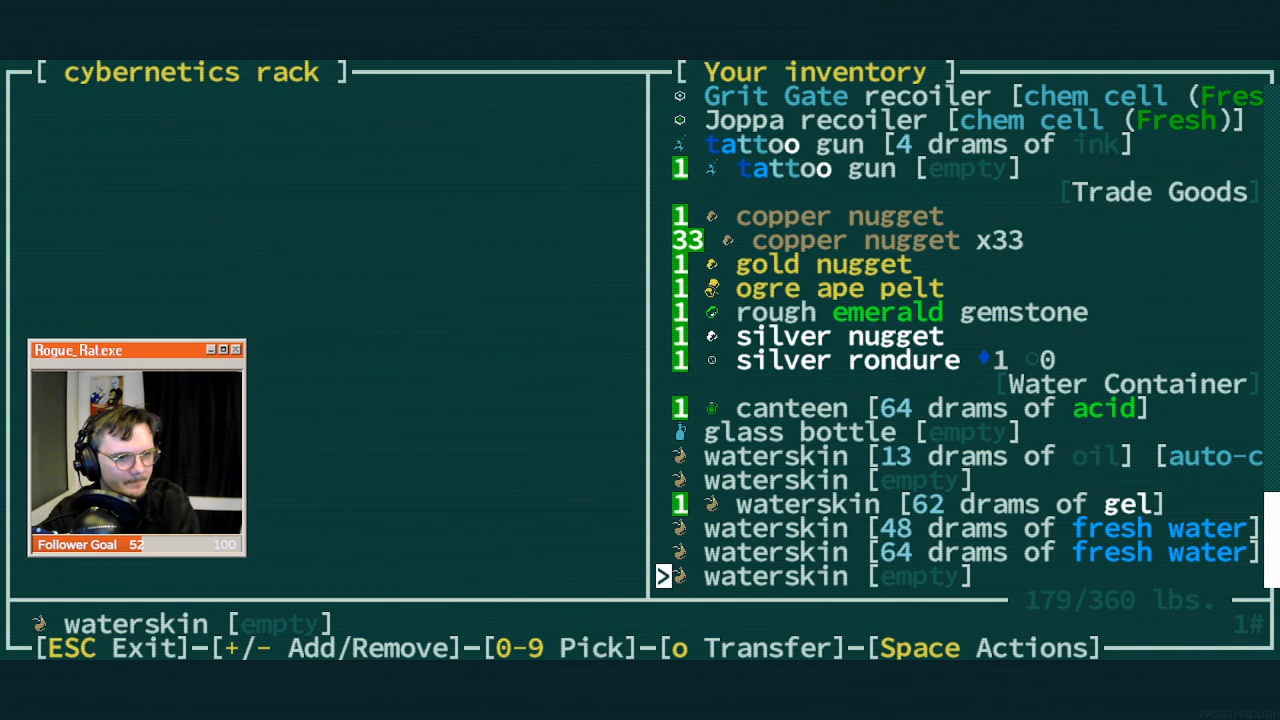 [ cybernetics rack ]
[ Your inventory ]
Grit Gate recoiler [chem cell (Fres
Joppa recoiler [chem cell (Fresh)]
tattoo gun [4 drams of ink]
1 tattoo gun [empty]
[Trade Goods]
1 copper nugget
33 copper nugget x33
1 gold nugget
1 ogre ape pelt
1 rough emerald gemstone
1 silver nugget
1 silver rondure ♦1 ○0
[Water Container]
1 canteen [64 drams of acid]
glass bottle [empty]
waterskin [13 drams of oil] [auto-c
waterskin [empty]
1 waterskin [62 drams of gel]
waterskin [48 drams of fresh water]
waterskin [64 drams of fresh water]
> waterskin [empty]
179/360 lbs.
Rogue_Rat.exe
Follower Goal 52 100
waterskin [empty]
1#
[ESC Exit]-[+/- Add/Remove]-[0-9 Pick]-[o Transfer]-[Space Actions]